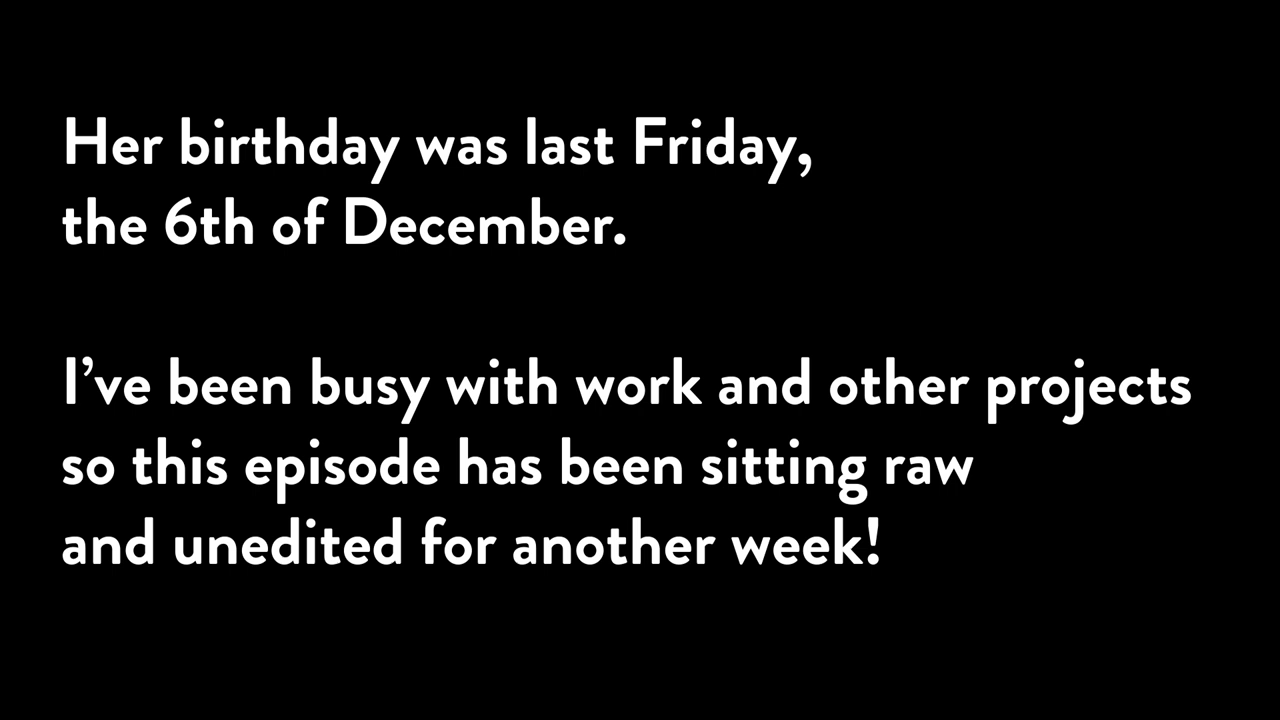 Her birthday was last Friday,
the 6th of December.
I’ve been busy with work and other projects
so this episode has been sitting raw
and unedited for another week!